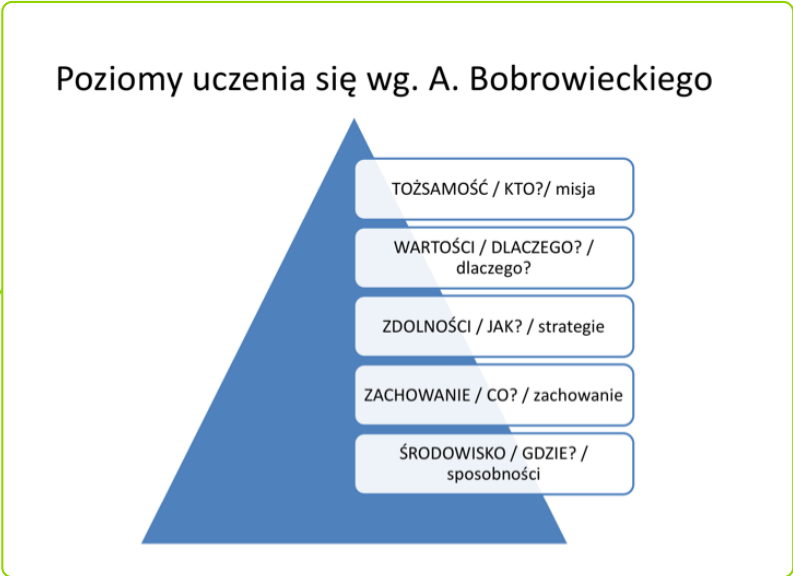 Poziomy uczenia się wg. A. Bobrowieckiego
TOŻSAMOŚĆ / KTO?/ misja
WARTOŚCI / DLACZEGO? /
dlaczego?
ZDOLNOŚCI / JAK? / strategie
ZACHOWANIE / CO? / zachowanie
ŚRODOWISKO / GDZIE? /
sposobności